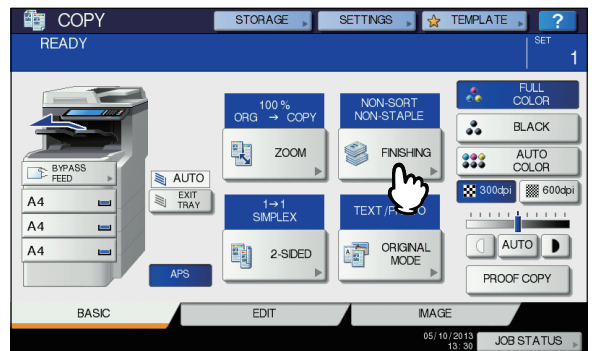 COPY
STORAGE
SETTINGS
TEMPLATE
?
READY
SET
1
100 %
ORG → COPY
NON-SORT
NON-STAPLE
FULL
COLOR
ZOOM
FINISHING
BLACK
BYPASS
FEED
AUTO
AUTO
COLOR
EXIT
TRAY
300dpi
600dpi
A4
1→1
SIMPLEX
A4
2-SIDED
ORIGINAL
MODE
AUTO
A4
APS
PROOF COPY
BASIC
EDIT
IMAGE
05/10/2013
13:30
JOB STATUS